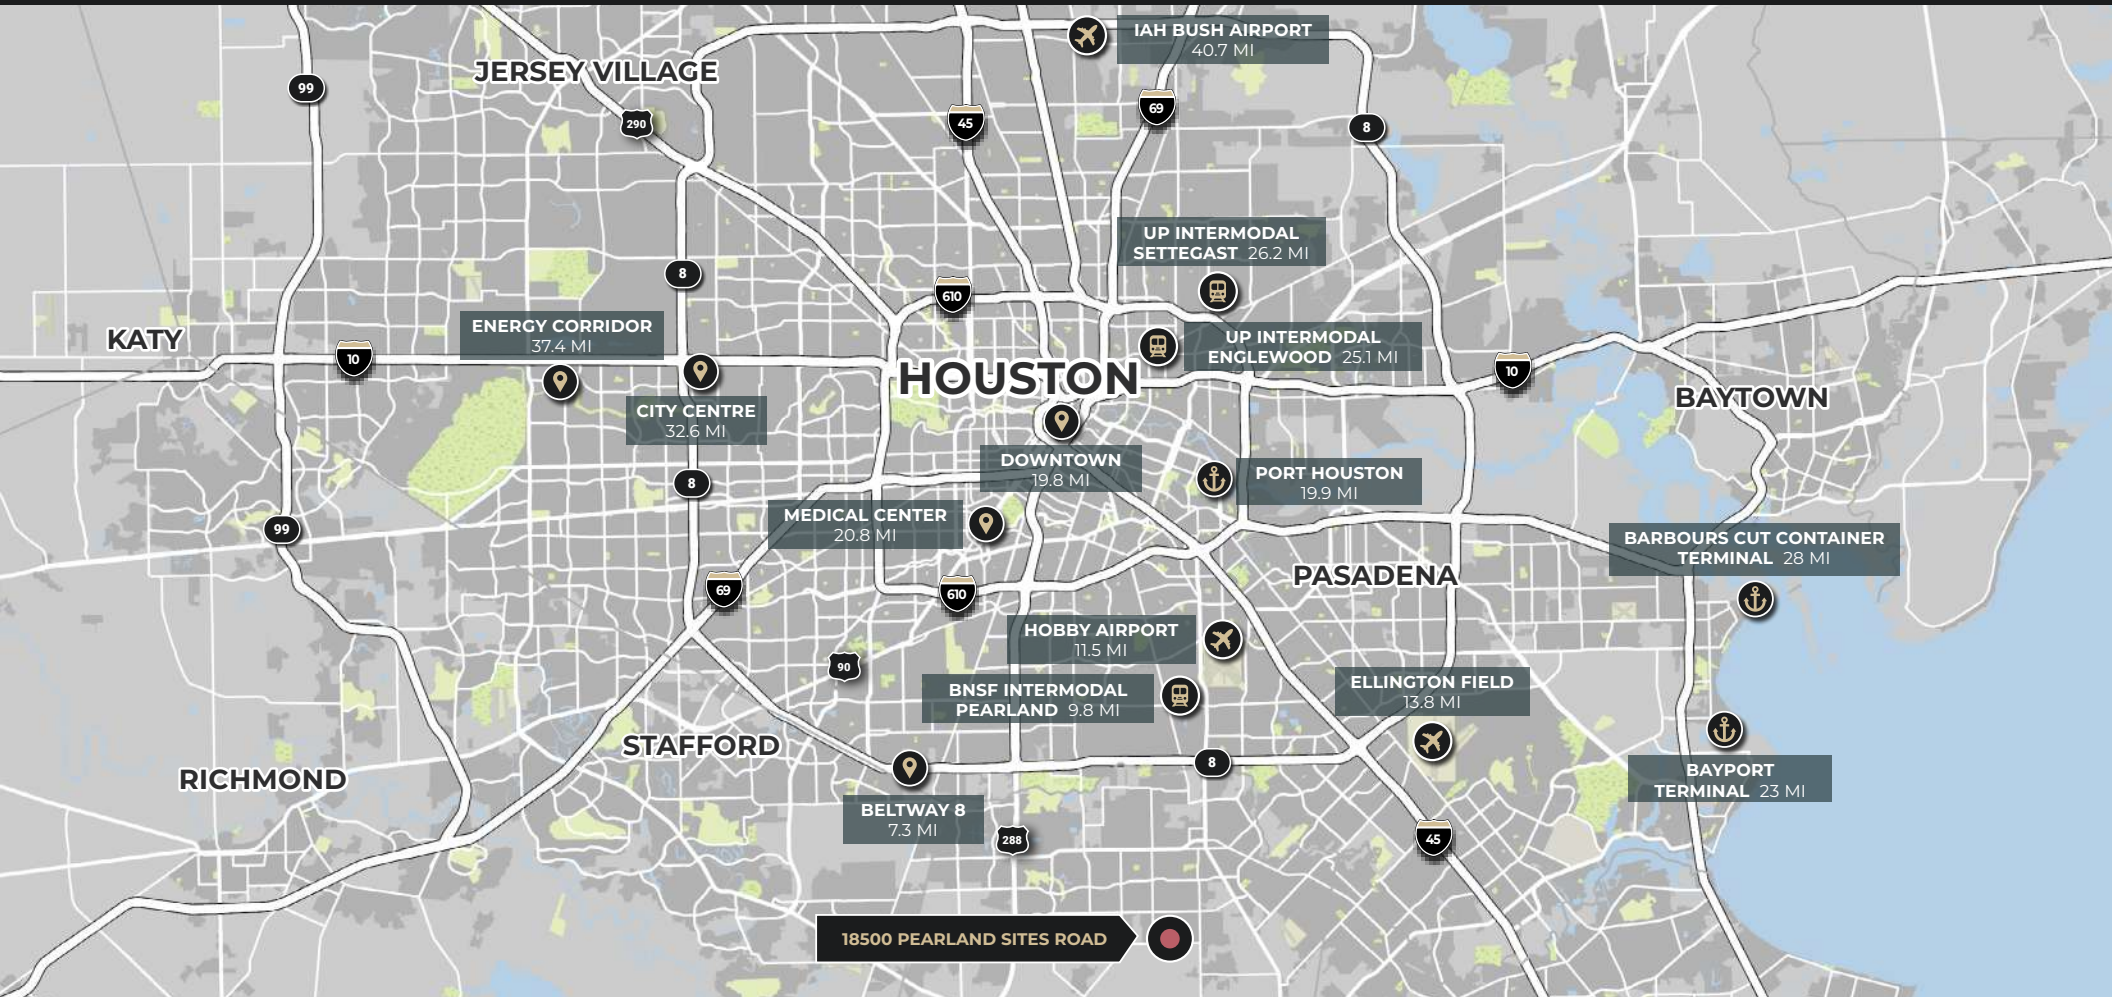 IAH BUSH AIRPORT
40.7 MI
JERSEY VILLAGE
99
290
45
69
8
UP INTERMODAL
SETTEGAST 26.2 MI
8
610
ENERGY CORRIDOR
37.4 MI
KATY
10
UP INTERMODAL
ENGLEWOOD 25.1 MI
HOUSTON
10
BAYTOWN
CITY CENTRE
32.6 MI
DOWNTOWN
19.8 MI
PORT HOUSTON
19.9 MI
8
MEDICAL CENTER
20.8 MI
99
BARBOURS CUT CONTAINER
TERMINAL 28 MI
PASADENA
69
610
HOBBY AIRPORT
11.5 MI
90
BNSF INTERMODAL
PEARLAND 9.8 MI
ELLINGTON FIELD
13.8 MI
STAFFORD
RICHMOND
8
BAYPORT
TERMINAL 23 MI
BELTWAY 8
7.3 MI
288
45
18500 PEARLAND SITES ROAD